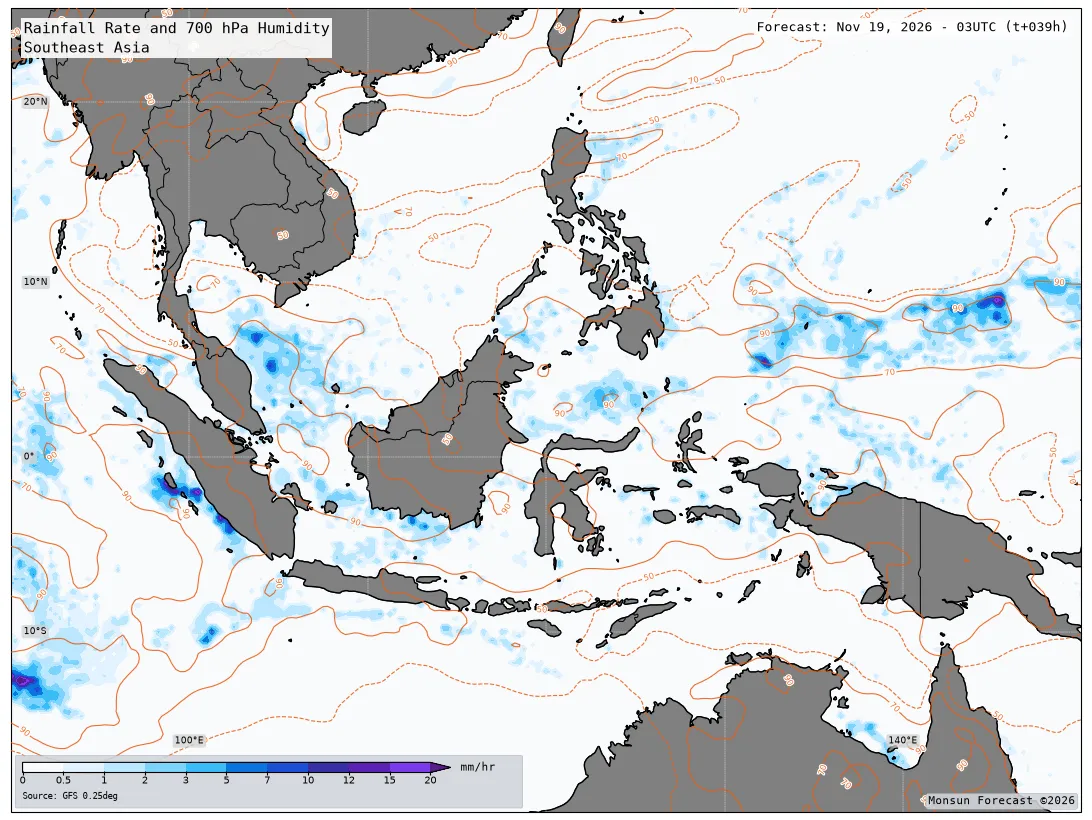 Rainfall Rate and 700 hPa Humidity
Southeast Asia
Forecast: Nov 19, 2026 - 03UTC (t+039h)
20°N
10°N
0°
10°S
100°E
140°E
0 0.5 1 2 3 5 7 10 12 15 20 mm/hr
Source: GFS 0.25deg
Monsun Forecast ©2026